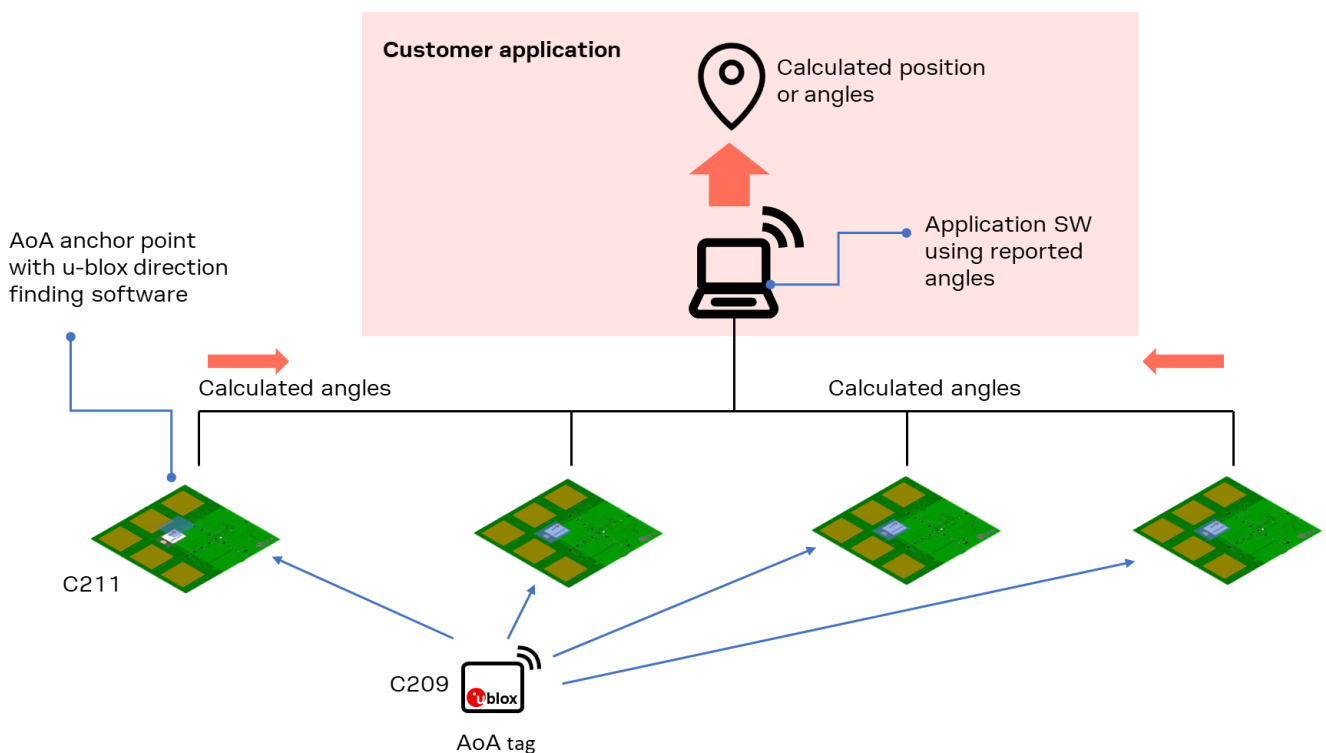 Customer application
Calculated position
or angles
Application SW
using reported
angles
AoA anchor point
with u-blox direction
finding software
Calculated angles
Calculated angles
C211
C209
ublox
AoA tag